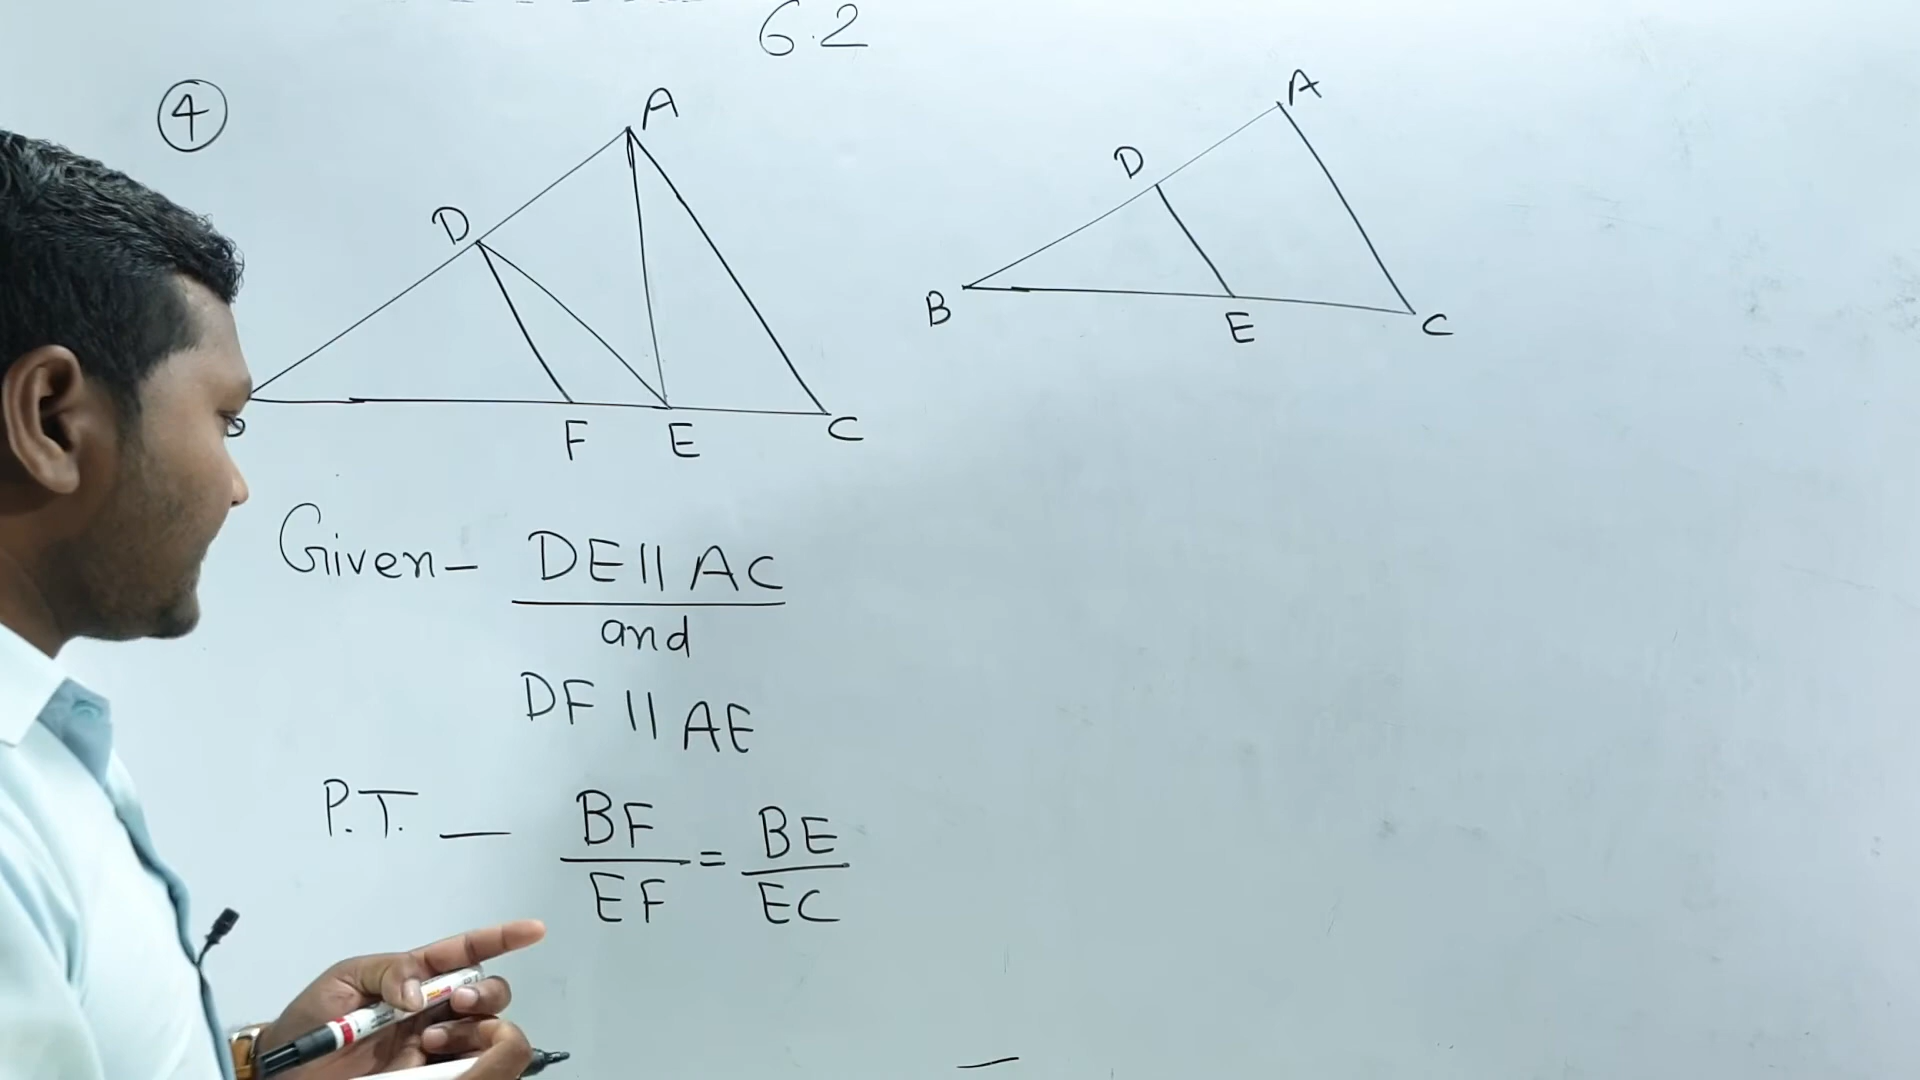 6.2
④
A
D
B
F E C
A
D
B
E C
Given- DE || AC
and
DF || AE
P.T. — BF/EF = BE/EC